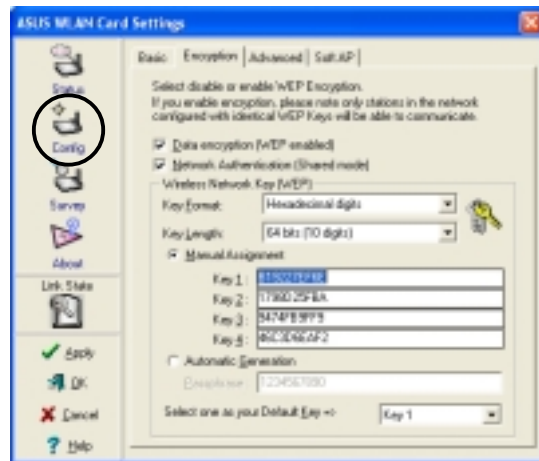 ASUS WLAN Card Settings
Status
Config
Survey
About
Link State
Apply
OK
Cancel
Help
Basic Encryption Advanced Soft AP
Select disable or enable WEP Encryption.
If you enable encryption, please note only stations in the network
configured with identical WEP Keys will be able to communicate.
Data encryption (WEP enabled)
Network Authentication (Shared mode)
Wireless Network Key (WEP)
Key Format: Hexadecimal digits
Key Length: 64 bits (10 digits)
Manual Assignment
Key 1:
Key 2:
Key 3:
Key 4: 46C3D6EAF2
Automatic Generation
Passphrase: 1234567890
Select one as your Default Key => Key 1